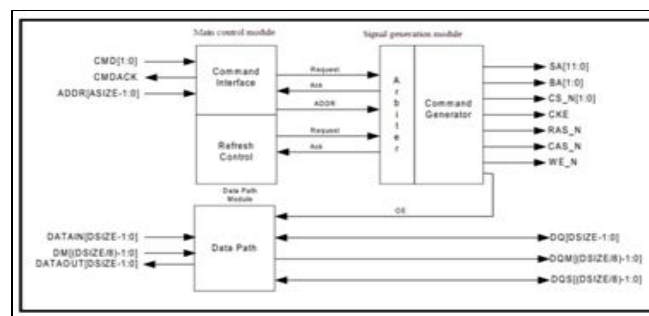 Main control module
Signal generation module
CMD[1:0]
CMDACK
ADDR[ASIZE-1:0]
Command
Interface
Request
Ack
ADDR
Refresh
Control
Request
Ack
Arbiter
Command
Generator
SA[11:0]
BA[1:0]
CS_N[1:0]
CKE
RAS_N
CAS_N
WE_N
OE
Data Path
Module
Data Path
DATAIN[DSIZE-1:0]
DM[(DSIZE/8)-1:0]
DATAOUT[DSIZE-1:0]
DQ[DSIZE-1:0]
DQM[(DSIZE/8)-1:0]
DQS[(DSIZE/8)-1:0]